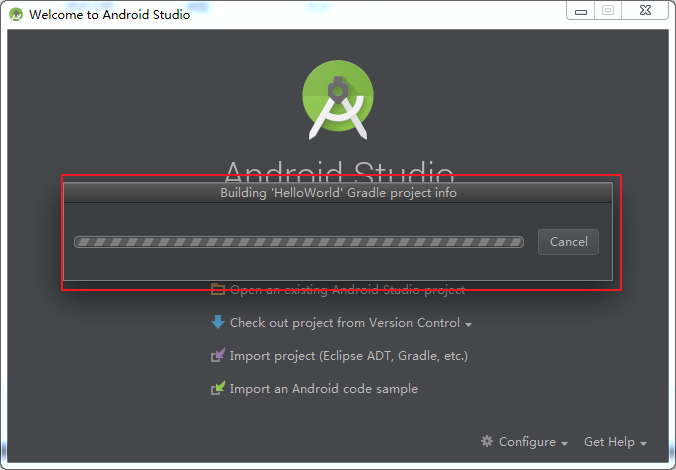 Welcome to Android Studio
Android Studio
Building 'HelloWorld' Gradle project info
Cancel
Open an existing Android Studio project
Check out project from Version Control
Import project (Eclipse ADT, Gradle, etc.)
Import an Android code sample
Configure
Get Help